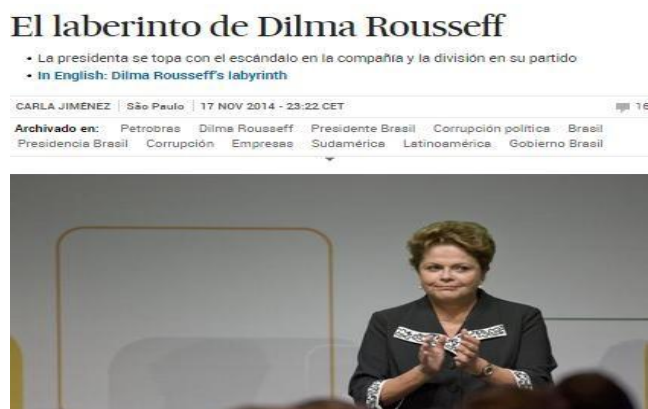 El laberinto de Dilma Rousseff
• La presidenta se topa con el escándalo en la compañía y la división en su partido
• In English: Dilma Rousseff's labyrinth
CARLA JIMÉNEZ | São Paulo | 17 NOV 2014 - 23:22 CET 16
Archivado en: Petrobras Dilma Rousseff Presidente Brasil Corrupción política Brasil
Presidencia Brasil Corrupción Empresas Sudamérica Latinoamérica Gobierno Brasil